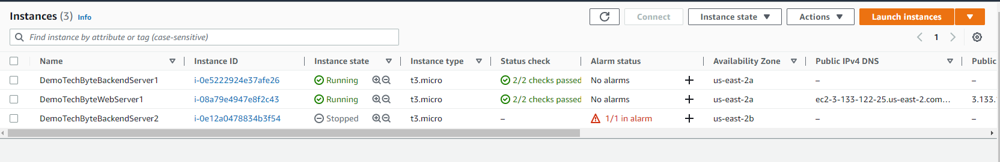 Instances (3) Info Connect Instance state Actions Launch instances
Find instance by attribute or tag (case-sensitive) 1
Name Instance ID Instance state Instance type Status check Alarm status Availability Zone Public IPv4 DNS Public
DemoTechByteBackendServer1 i-0e5222924e37afe26 Running t3.micro 2/2 checks passed No alarms + us-east-2a – –
DemoTechByteWebServer1 i-08a79e4947e8f2c43 Running t3.micro 2/2 checks passed No alarms + us-east-2a ec2-3-133-122-25.us-east-2.com... 3.133.
DemoTechByteBackendServer2 i-0e12a0478834b3f54 Stopped t3.micro – 1/1 in alarm + us-east-2b – –